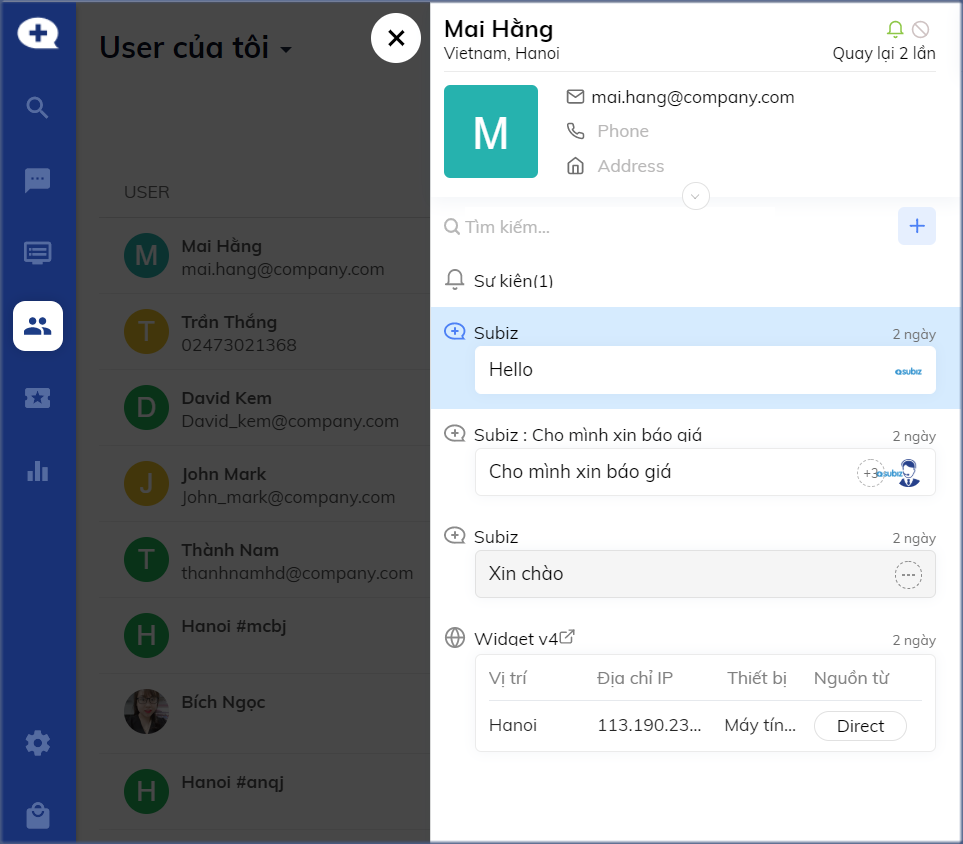 User của tôi
USER
M
Mai Hằng
mai.hang@company.com
T
Trần Thắng
02473021368
D
David Kem
David_kem@company.com
J
John Mark
John_mark@company.com
T
Thành Nam
thanhnamhd@company.com
H
Hanoi #mcbj
Bích Ngọc
H
Hanoi #anqj
Mai Hằng
Vietnam, Hanoi
Quay lại 2 lần
M
mai.hang@company.com
Phone
Address
Tìm kiếm...
Sự kiện(1)
Subiz
2 ngày
Hello
subiz
Subiz : Cho mình xin báo giá
2 ngày
Cho mình xin báo giá
+3
subiz
Subiz
2 ngày
Xin chào
Widget v4
2 ngày
Vị trí Địa chỉ IP Thiết bị Nguồn từ
Hanoi 113.190.23... Máy tín... Direct